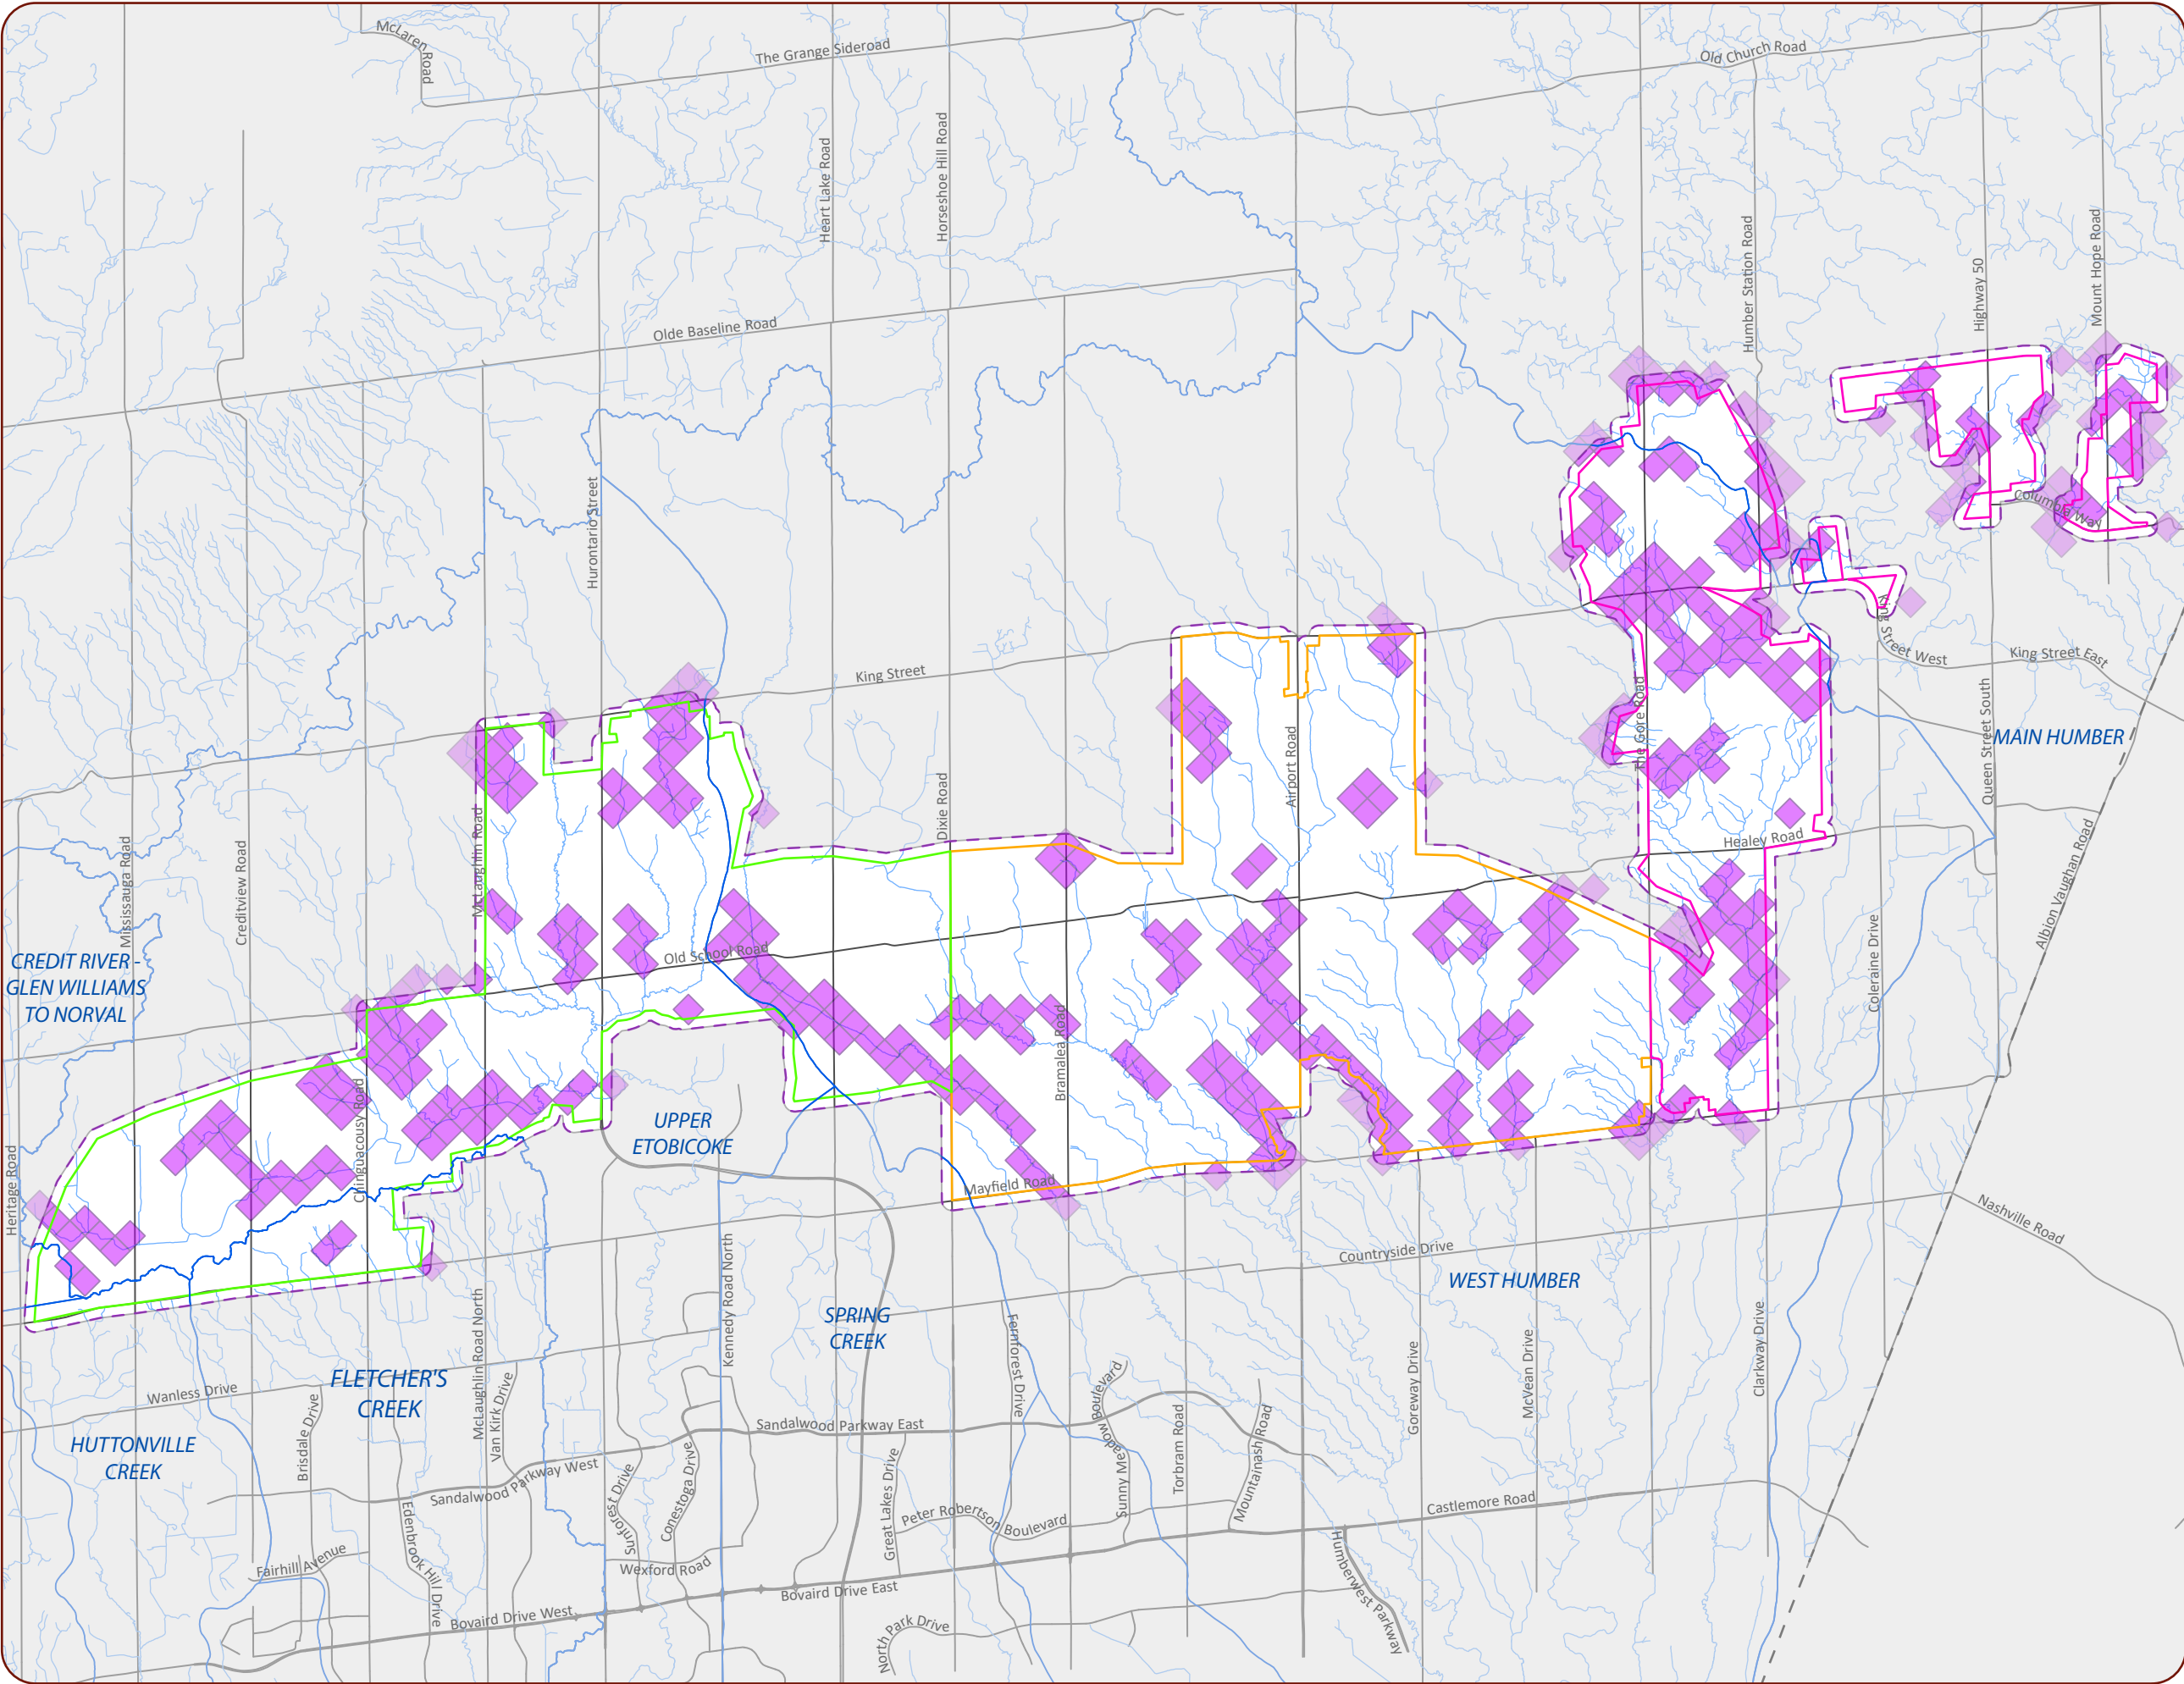 McLaren
Road
The Grange Sideroad
Old Church Road
Heart Lake Road
Horseshoe Hill Road
Humber Station Road
Highway 50
Mount Hope Road
Olde Baseline Road
Hurontario Street
Columbia Way
King Street
King Street West
King Street East
The Gore Road
Queen Street South
MAIN HUMBER
Airport Road
Dixie Road
McLaughlin Road
Mississauga Road
Creditview Road
Healey Road
Albion Vaughan Road
Coleraine Drive
Old School Road
CREDIT RIVER -
GLEN WILLIAMS
TO NORVAL
Bramalea Road
Chinguacousy Road
Heritage Road
UPPER
ETOBICOKE
Mayfield Road
Nashville Road
Countryside Drive
WEST HUMBER
Kennedy Road North
SPRING
CREEK
McLaughlin Road North
Fernforest Drive
Goreway Drive
McVean Drive
Clarkway Drive
FLETCHER'S
CREEK
Wanless Drive
Van Kirk Drive
Brisdale Drive
HUTTONVILLE
CREEK
Sandalwood Parkway East
Sandalwood Parkway West
Sunny Meadow Boulevard
Torbram Road
Mountainash Road
Sunforest Drive
Conestoga Drive
Great Lakes Drive
Peter Robertson Boulevard
Castlemore Road
Edenbrook Hill Drive
Fairhill Avenue
Wexford Road
Humberwest Parkway
Bovaird Drive East
Bovaird Drive West
North Park Drive